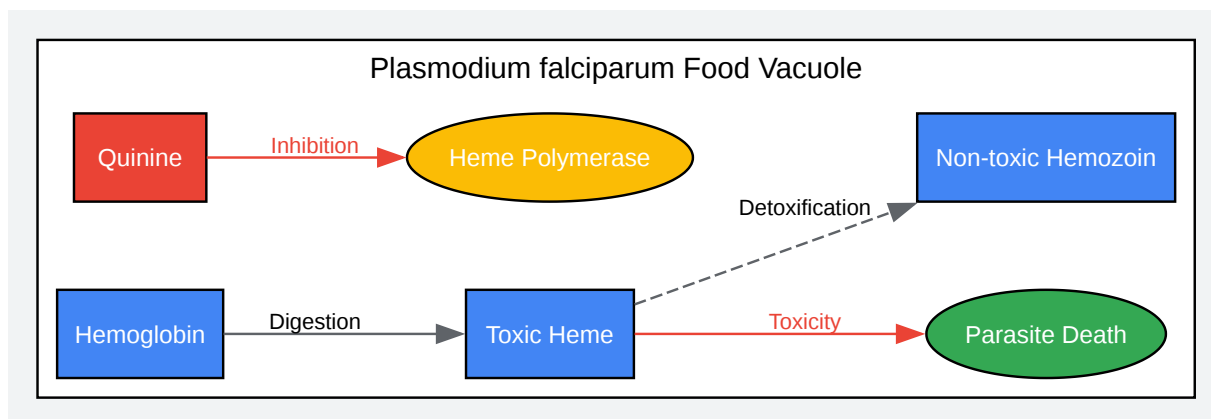 Plasmodium falciparum Food Vacuole
Quinine
Inhibition
Heme Polymerase
Non-toxic Hemozoin
Detoxification
Hemoglobin
Digestion
Toxic Heme
Toxicity
Parasite Death